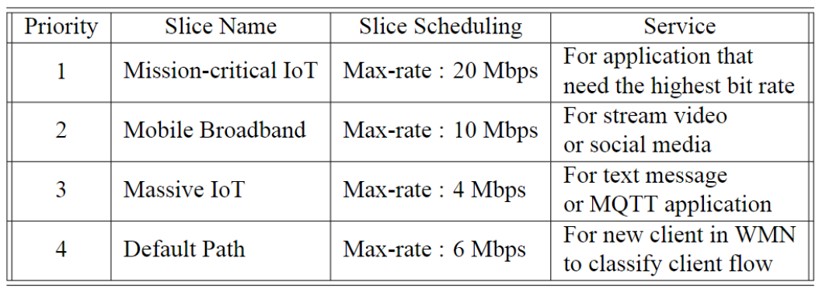 Priority Slice Name Slice Scheduling Service
1 Mission-critical IoT Max-rate : 20 Mbps For application that
need the highest bit rate
2 Mobile Broadband Max-rate : 10 Mbps For stream video
or social media
3 Massive IoT Max-rate : 4 Mbps For text message
or MQTT application
4 Default Path Max-rate : 6 Mbps For new client in WMN
to classify client flow